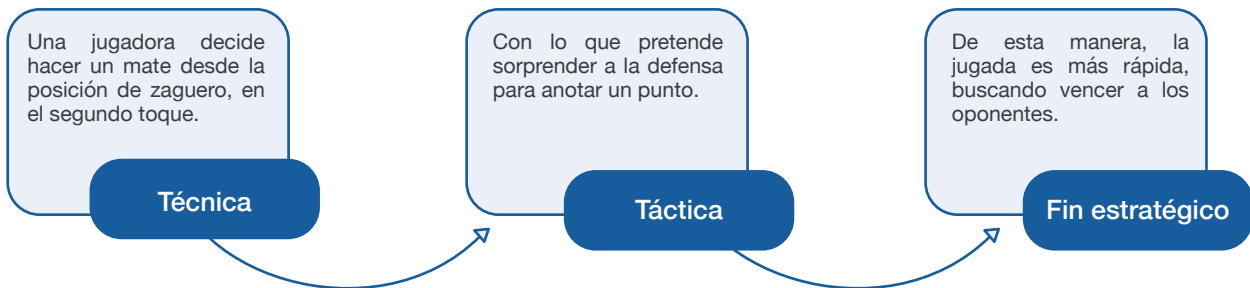 Una jugadora decide
hacer un mate desde la
posición de zaguero, en
el segundo toque.
Técnica
Con lo que pretende
sorprender a la defensa
para anotar un punto.
Táctica
De esta manera, la
jugada es más rápida,
buscando vencer a los
oponentes.
Fin estratégico